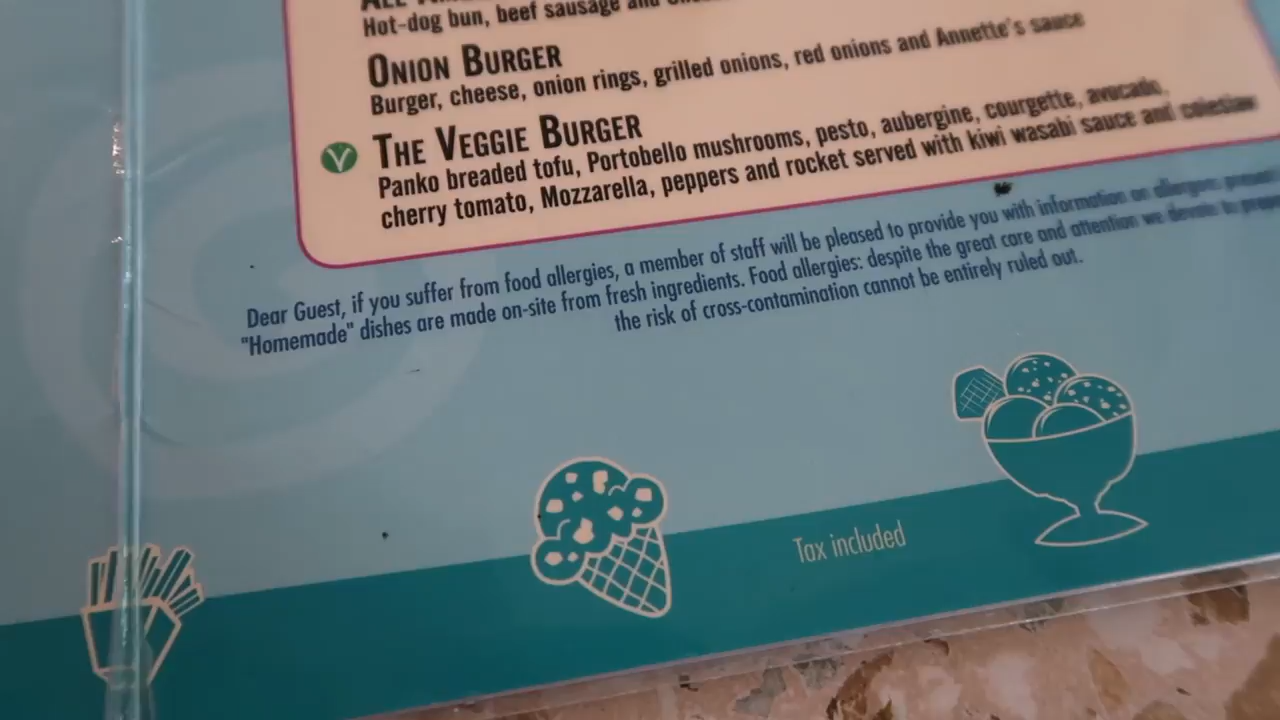 Hot-dog bun, beef sausage and
ONION BURGER
Burger, cheese, onion rings, grilled onions, red onions and Annette's sauce
V THE VEGGIE BURGER
Panko breaded tofu, Portobello mushrooms, pesto, aubergine, courgette, avocado,
cherry tomato, Mozzarella, peppers and rocket served with kiwi wasabi sauce and coleslaw
Dear Guest, if you suffer from food allergies, a member of staff will be pleased to provide you with information on allergens present
"Homemade" dishes are made on-site from fresh ingredients. Food allergies: despite the great care and attention we devote to
the risk of cross-contamination cannot be entirely ruled out.
Tax included